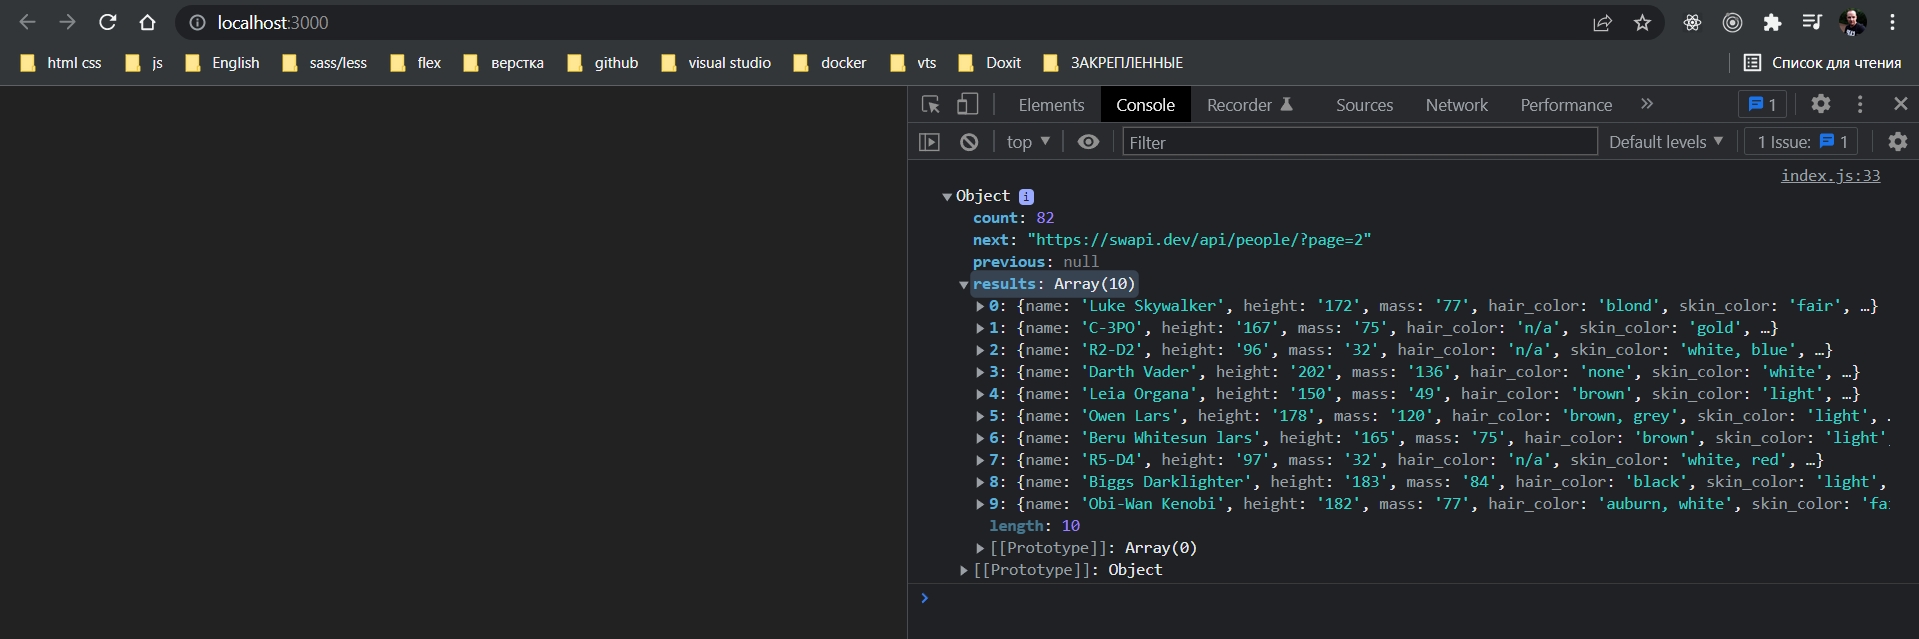 localhost:3000
html css js English sass/less flex верстка github visual studio docker vts Doxit ЗАКРЕПЛЕННЫЕ Список для чтения
Elements Console Recorder Sources Network Performance » 1
top Filter Default levels 1 Issue: 1
index.js:33
Object i
count: 82
next: "https://swapi.dev/api/people/?page=2"
previous: null
results: Array(10)
0: {name: 'Luke Skywalker', height: '172', mass: '77', hair_color: 'blond', skin_color: 'fair', …}
1: {name: 'C-3PO', height: '167', mass: '75', hair_color: 'n/a', skin_color: 'gold', …}
2: {name: 'R2-D2', height: '96', mass: '32', hair_color: 'n/a', skin_color: 'white, blue', …}
3: {name: 'Darth Vader', height: '202', mass: '136', hair_color: 'none', skin_color: 'white', …}
4: {name: 'Leia Organa', height: '150', mass: '49', hair_color: 'brown', skin_color: 'light', …}
5: {name: 'Owen Lars', height: '178', mass: '120', hair_color: 'brown, grey', skin_color: 'light', .
6: {name: 'Beru Whitesun lars', height: '165', mass: '75', hair_color: 'brown', skin_color: 'light',
7: {name: 'R5-D4', height: '97', mass: '32', hair_color: 'n/a', skin_color: 'white, red', …}
8: {name: 'Biggs Darklighter', height: '183', mass: '84', hair_color: 'black', skin_color: 'light',
9: {name: 'Obi-Wan Kenobi', height: '182', mass: '77', hair_color: 'auburn, white', skin_color: 'fa
length: 10
[[Prototype]]: Array(0)
[[Prototype]]: Object